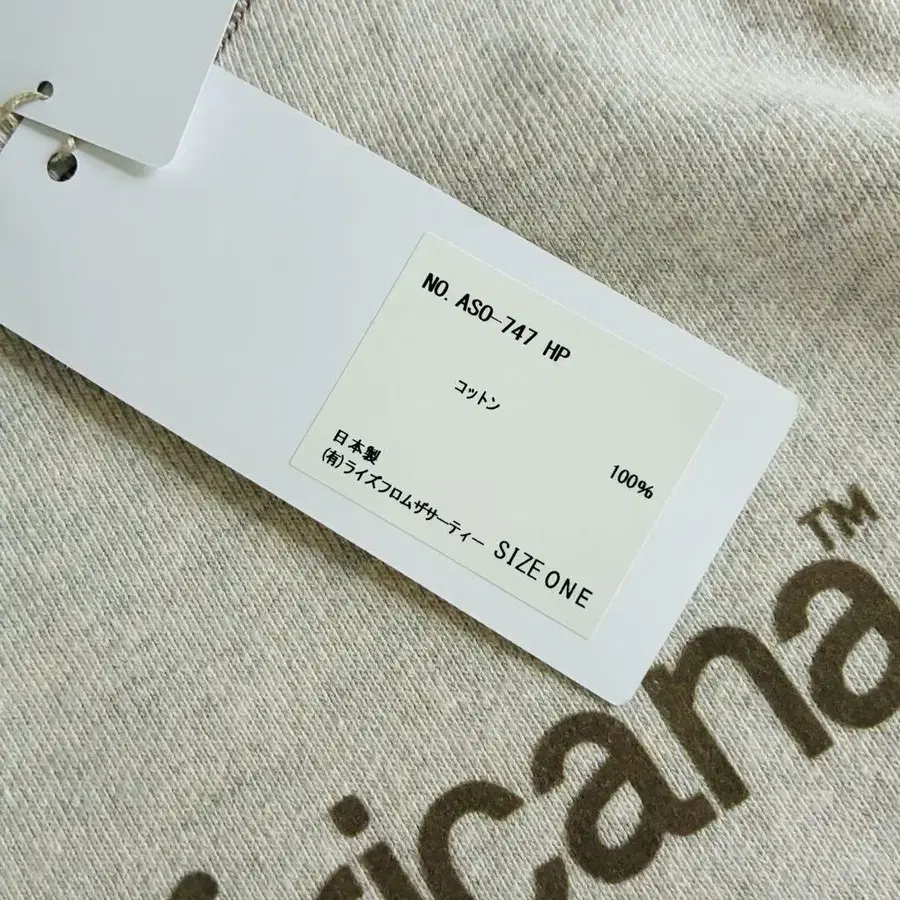 NO. ASO-747 HP
コットン
100%
日本製
(有)ライズフロムザサーティー SIZE ONE
ricana™